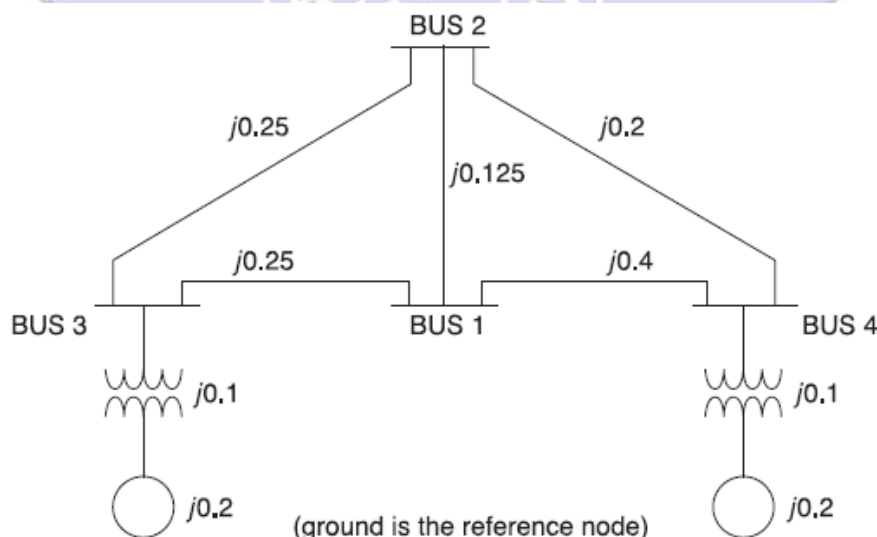 BUS 2
j0.25
j0.2
j0.125
j0.25
j0.4
BUS 3
BUS 1
BUS 4
j0.1
j0.1
j0.2
(ground is the reference node)
j0.2